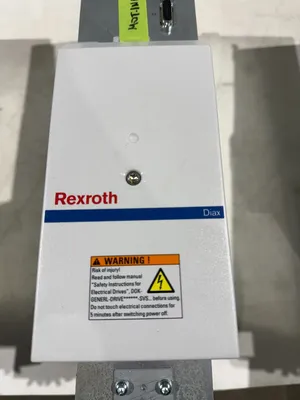 Rexroth
Diax
WARNING !
Risk of injury!
Read and follow manual
"Safety-Instructions for
Electrical Drives", DOK-
GENERL-DRIVE******-SVS... before using.
Do not touch electrical connections for
5 minutes after switching power off.